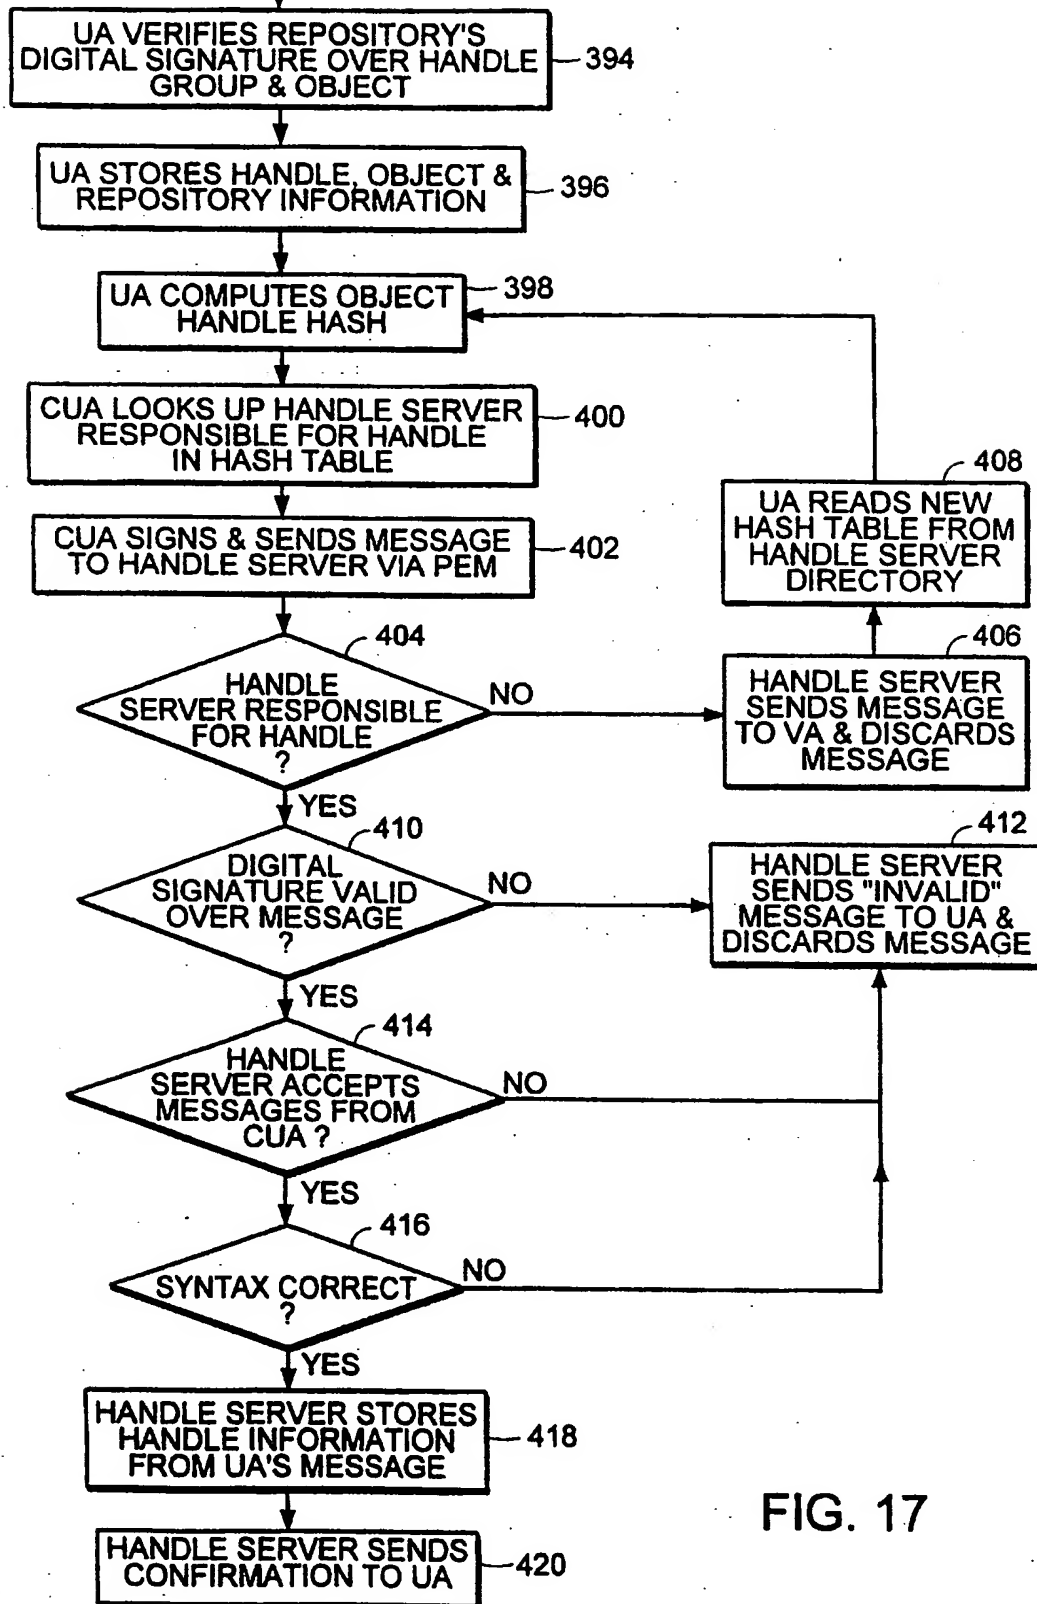 UA VERIFIES REPOSITORY'S
DIGITAL SIGNATURE OVER HANDLE
GROUP & OBJECT
394
UA STORES HANDLE, OBJECT &
REPOSITORY INFORMATION
396
UA COMPUTES OBJECT
HANDLE HASH
398
CUA LOOKS UP HANDLE SERVER
RESPONSIBLE FOR HANDLE
IN HASH TABLE
400
CUA SIGNS & SENDS MESSAGE
TO HANDLE SERVER VIA PEM
402
408
UA READS NEW
HASH TABLE FROM
HANDLE SERVER
DIRECTORY
404
HANDLE
SERVER RESPONSIBLE
FOR HANDLE
?
NO
YES
406
HANDLE SERVER
SENDS MESSAGE
TO VA & DISCARDS
MESSAGE
410
DIGITAL
SIGNATURE VALID
OVER MESSAGE
?
NO
YES
412
HANDLE SERVER
SENDS "INVALID"
MESSAGE TO UA &
DISCARDS MESSAGE
414
HANDLE
SERVER ACCEPTS
MESSAGES FROM
CUA ?
NO
YES
416
SYNTAX CORRECT
?
NO
YES
HANDLE SERVER STORES
HANDLE INFORMATION
FROM UA'S MESSAGE
418
HANDLE SERVER SENDS
CONFIRMATION TO UA
420
FIG. 17